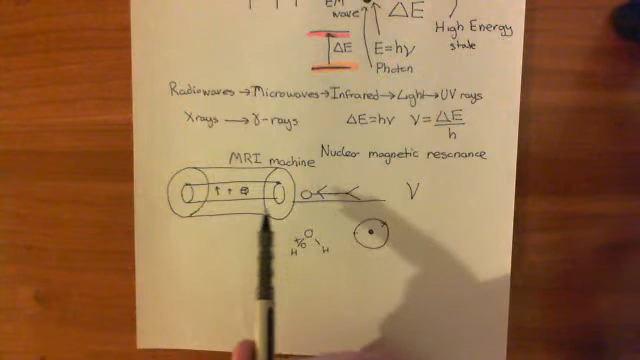 EM
wave
ΔE
High Energy
state
ΔE
E=hν
Photon
Radiowaves→Microwaves→Infrared→Light→UV rays
Xrays → γ-rays ΔE=hν ν=ΔE/h
MRI machine Nuclear magnetic resonance
ν
O
H H